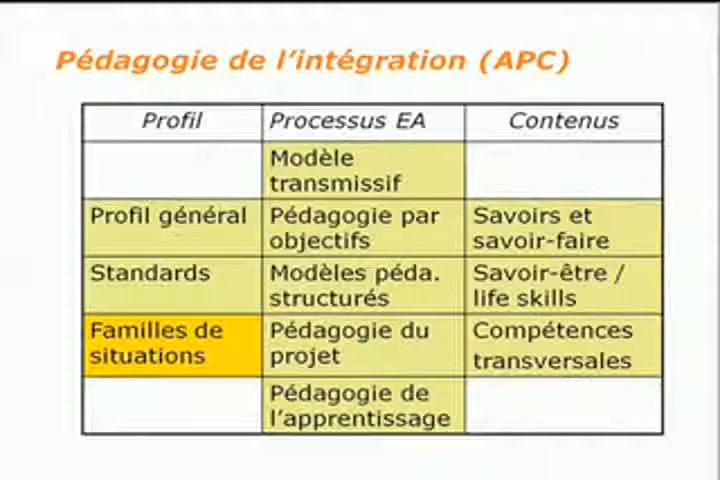 Pédagogie de l'intégration (APC)
Profil Processus EA Contenus
Modèle
transmissif
Profil général Pédagogie par Savoirs et
objectifs savoir-faire
Standards Modèles péda. Savoir-être /
structurés life skills
Familles de Pédagogie du Compétences
situations projet transversales
Pédagogie de
l'apprentissage